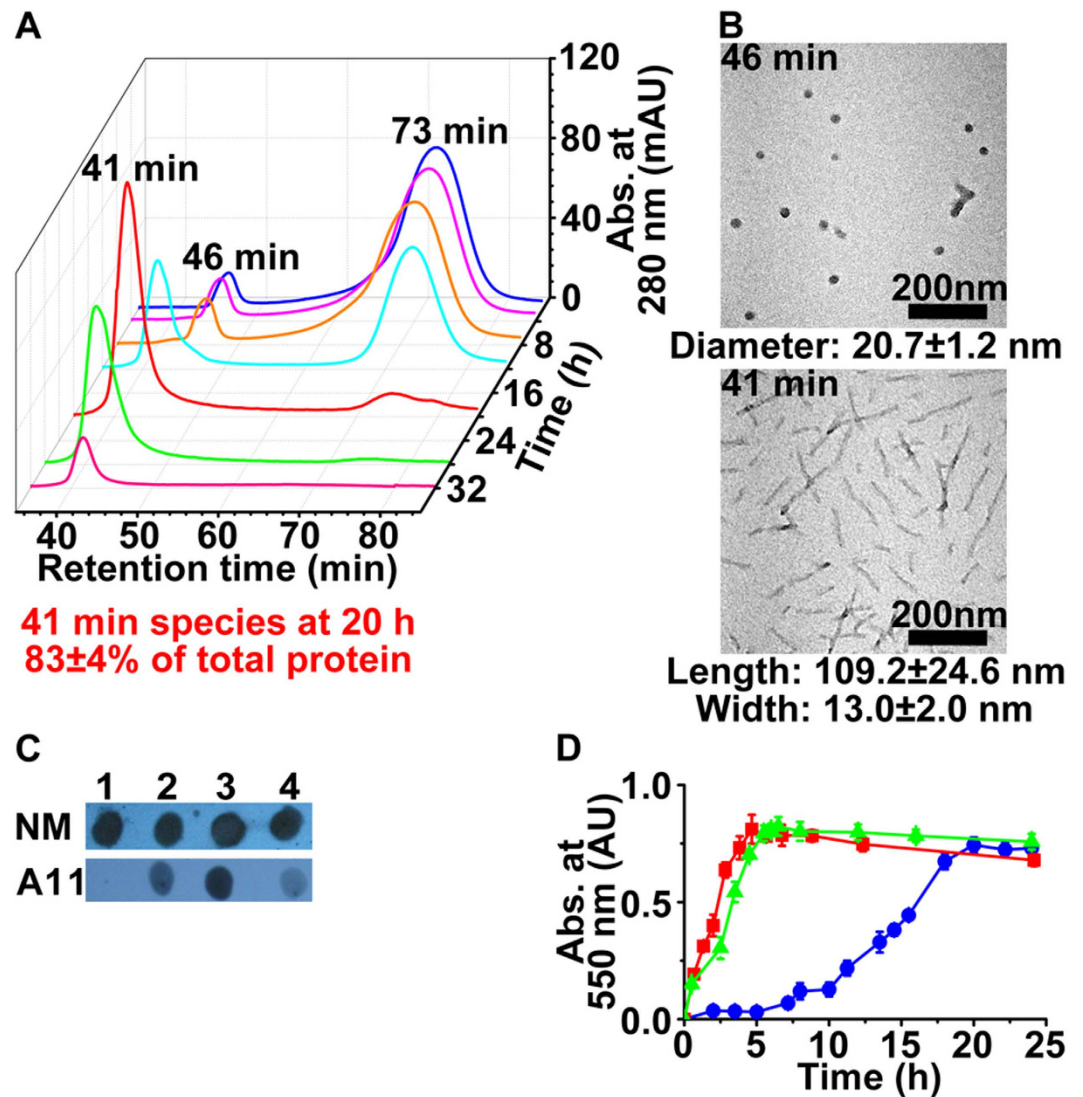 A
120
80
40
0
Abs. at
280 nm (mAU)
73 min
41 min
46 min
8
16
24
32
Time (h)
40 50 60 70 80
Retention time (min)
41 min species at 20 h
83±4% of total protein
B
46 min
200nm
Diameter: 20.7±1.2 nm
41 min
200nm
Length: 109.2±24.6 nm
Width: 13.0±2.0 nm
C
1 2 3 4
NM
A11
D
1.0
0.5
0.0
Abs. at
550 nm (AU)
0 5 10 15 20 25
Time (h)